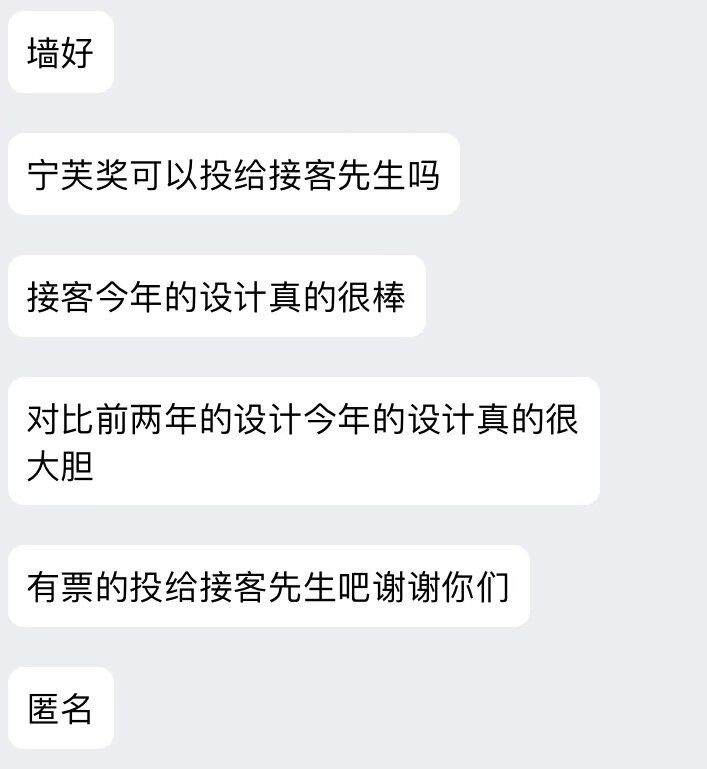 墙好
宁芙奖可以投给接客先生吗
接客今年的设计真的很棒
对比前两年的设计今年的设计真的很
大胆
有票的投给接客先生吧谢谢你们
匿名